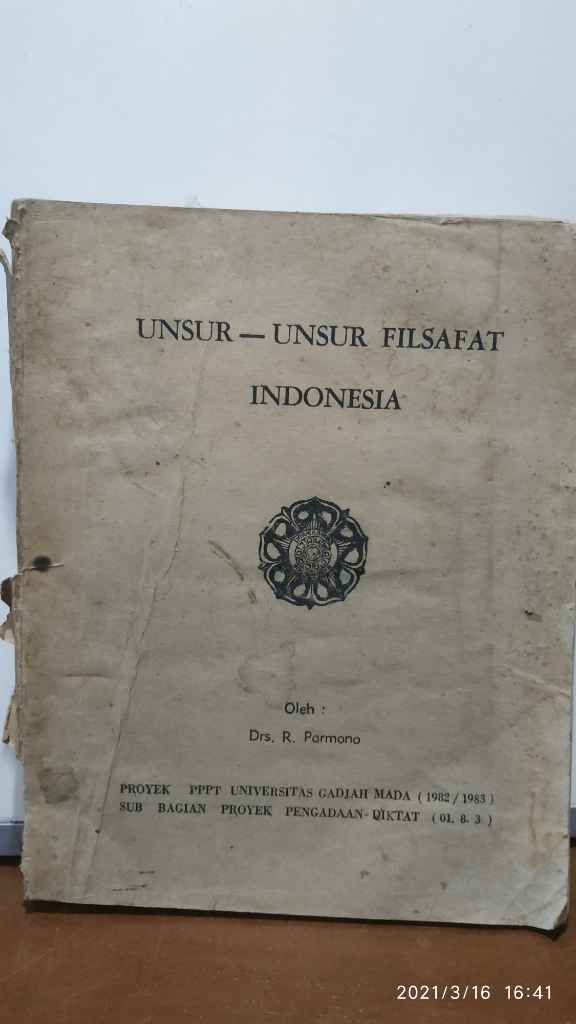 UNSUR — UNSUR FILSAFAT
INDONESIA
Oleh :
Drs. R. Parmono
PROYEK PPPT UNIVERSITAS GADJAH MADA ( 1982 / 1983 )
SUB BAGIAN PROYEK PENGADAAN DIKTAT ( 01. 8. 3 )
2021/3/16 16:41